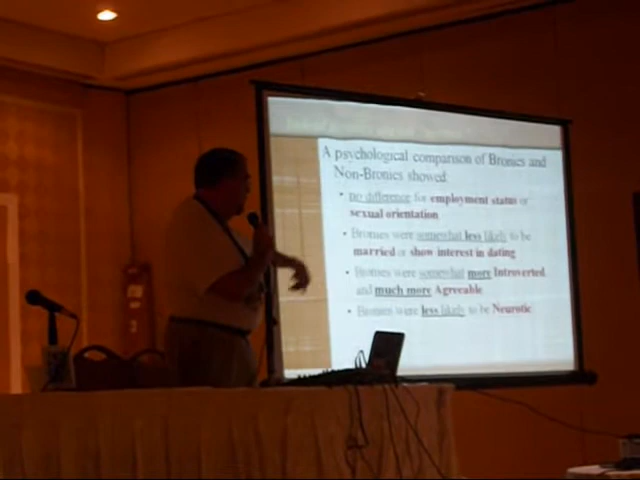 A psychological comparison of Bronies and
Non-Bronies showed:
• no difference for employment status or
sexual orientation
• Bronies were somewhat less likely to be
married or show interest in dating
• Bronies were somewhat more Introverted
and much more Agreeable
• Bronies were less likely to be Neurotic